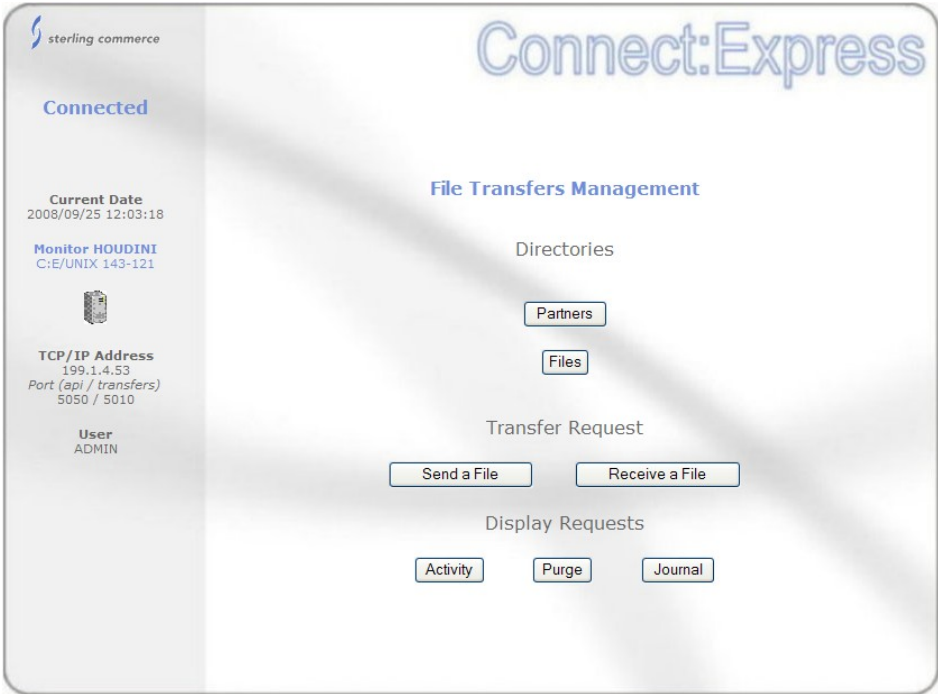 sterling commerce
Connect:Express
Connected
Current Date
2008/09/25 12:03:18
Monitor HOUDINI
C:E/UNIX 143-121
TCP/IP Address
199.1.4.53
Port (api / transfers)
5050 / 5010
User
ADMIN
File Transfers Management
Directories
Partners
Files
Transfer Request
Send a File Receive a File
Display Requests
Activity Purge Journal